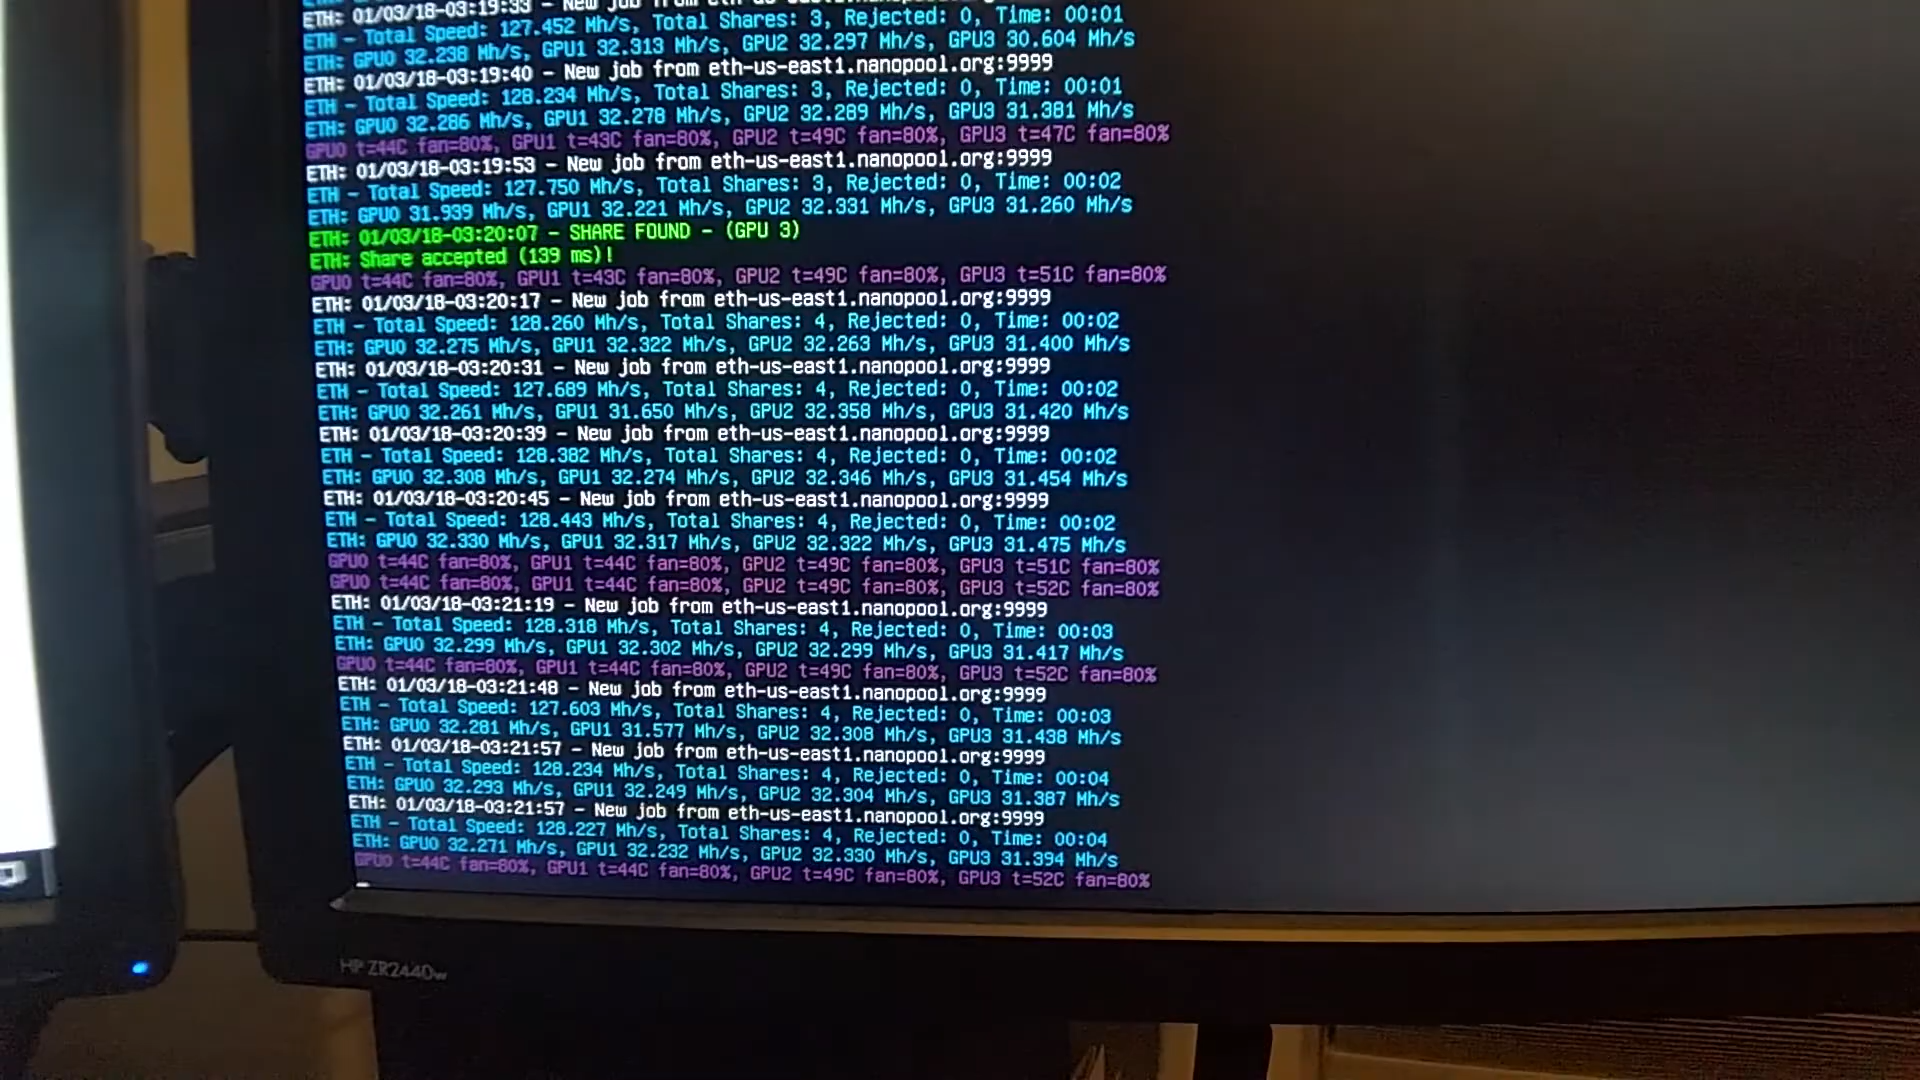 ETH: 01/03/18-03:19:33 - New job from
ETH - Total Speed: 127.452 Mh/s, Total Shares: 3, Rejected: 0, Time: 00:01
ETH: GPU0 32.238 Mh/s, GPU1 32.313 Mh/s, GPU2 32.297 Mh/s, GPU3 30.604 Mh/s
ETH: 01/03/18-03:19:40 - New job from eth-us-east1.nanopool.org:9999
ETH - Total Speed: 128.234 Mh/s, Total Shares: 3, Rejected: 0, Time: 00:01
ETH: GPU0 32.286 Mh/s, GPU1 32.278 Mh/s, GPU2 32.289 Mh/s, GPU3 31.381 Mh/s
GPU0 t=44C fan=80%, GPU1 t=43C fan=80%, GPU2 t=49C fan=80%, GPU3 t=47C fan=80%
ETH: 01/03/18-03:19:53 - New job from eth-us-east1.nanopool.org:9999
ETH - Total Speed: 127.750 Mh/s, Total Shares: 3, Rejected: 0, Time: 00:02
ETH: GPU0 31.939 Mh/s, GPU1 32.221 Mh/s, GPU2 32.331 Mh/s, GPU3 31.260 Mh/s
ETH: 01/03/18-03:20:07 - SHARE FOUND - (GPU 3)
ETH: Share accepted (139 ms)!
GPU0 t=44C fan=80%, GPU1 t=43C fan=80%, GPU2 t=49C fan=80%, GPU3 t=51C fan=80%
ETH: 01/03/18-03:20:17 - New job from eth-us-east1.nanopool.org:9999
ETH - Total Speed: 128.260 Mh/s, Total Shares: 4, Rejected: 0, Time: 00:02
ETH: GPU0 32.275 Mh/s, GPU1 32.322 Mh/s, GPU2 32.263 Mh/s, GPU3 31.400 Mh/s
ETH: 01/03/18-03:20:31 - New job from eth-us-east1.nanopool.org:9999
ETH - Total Speed: 127.689 Mh/s, Total Shares: 4, Rejected: 0, Time: 00:02
ETH: GPU0 32.261 Mh/s, GPU1 31.650 Mh/s, GPU2 32.358 Mh/s, GPU3 31.420 Mh/s
ETH: 01/03/18-03:20:39 - New job from eth-us-east1.nanopool.org:9999
ETH - Total Speed: 128.382 Mh/s, Total Shares: 4, Rejected: 0, Time: 00:02
ETH: GPU0 32.308 Mh/s, GPU1 32.274 Mh/s, GPU2 32.346 Mh/s, GPU3 31.454 Mh/s
ETH: 01/03/18-03:20:45 - New job from eth-us-east1.nanopool.org:9999
ETH - Total Speed: 128.443 Mh/s, Total Shares: 4, Rejected: 0, Time: 00:02
ETH: GPU0 32.330 Mh/s, GPU1 32.317 Mh/s, GPU2 32.322 Mh/s, GPU3 31.475 Mh/s
GPU0 t=44C fan=80%, GPU1 t=44C fan=80%, GPU2 t=49C fan=80%, GPU3 t=51C fan=80%
GPU0 t=44C fan=80%, GPU1 t=44C fan=80%, GPU2 t=49C fan=80%, GPU3 t=52C fan=80%
ETH: 01/03/18-03:21:19 - New job from eth-us-east1.nanopool.org:9999
ETH - Total Speed: 128.318 Mh/s, Total Shares: 4, Rejected: 0, Time: 00:03
ETH: GPU0 32.299 Mh/s, GPU1 32.302 Mh/s, GPU2 32.299 Mh/s, GPU3 31.417 Mh/s
GPU0 t=44C fan=80%, GPU1 t=44C fan=80%, GPU2 t=49C fan=80%, GPU3 t=52C fan=80%
ETH: 01/03/18-03:21:48 - New job from eth-us-east1.nanopool.org:9999
ETH - Total Speed: 127.603 Mh/s, Total Shares: 4, Rejected: 0, Time: 00:03
ETH: GPU0 32.281 Mh/s, GPU1 31.577 Mh/s, GPU2 32.308 Mh/s, GPU3 31.438 Mh/s
ETH: 01/03/18-03:21:57 - New job from eth-us-east1.nanopool.org:9999
ETH - Total Speed: 128.234 Mh/s, Total Shares: 4, Rejected: 0, Time: 00:04
ETH: GPU0 32.293 Mh/s, GPU1 32.249 Mh/s, GPU2 32.304 Mh/s, GPU3 31.387 Mh/s
ETH: 01/03/18-03:21:57 - New job from eth-us-east1.nanopool.org:9999
ETH - Total Speed: 128.227 Mh/s, Total Shares: 4, Rejected: 0, Time: 00:04
ETH: GPU0 32.271 Mh/s, GPU1 32.232 Mh/s, GPU2 32.330 Mh/s, GPU3 31.394 Mh/s
GPU0 t=44C fan=80%, GPU1 t=44C fan=80%, GPU2 t=49C fan=80%, GPU3 t=52C fan=80%
HP ZR2440w